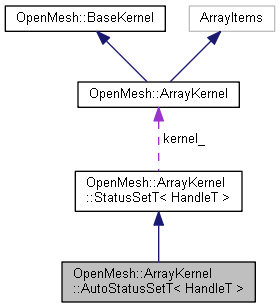 OpenMesh::BaseKernel
ArrayItems
OpenMesh::ArrayKernel
kernel_
OpenMesh::ArrayKernel
::StatusSetT< HandleT >
OpenMesh::ArrayKernel
::AutoStatusSetT< HandleT >